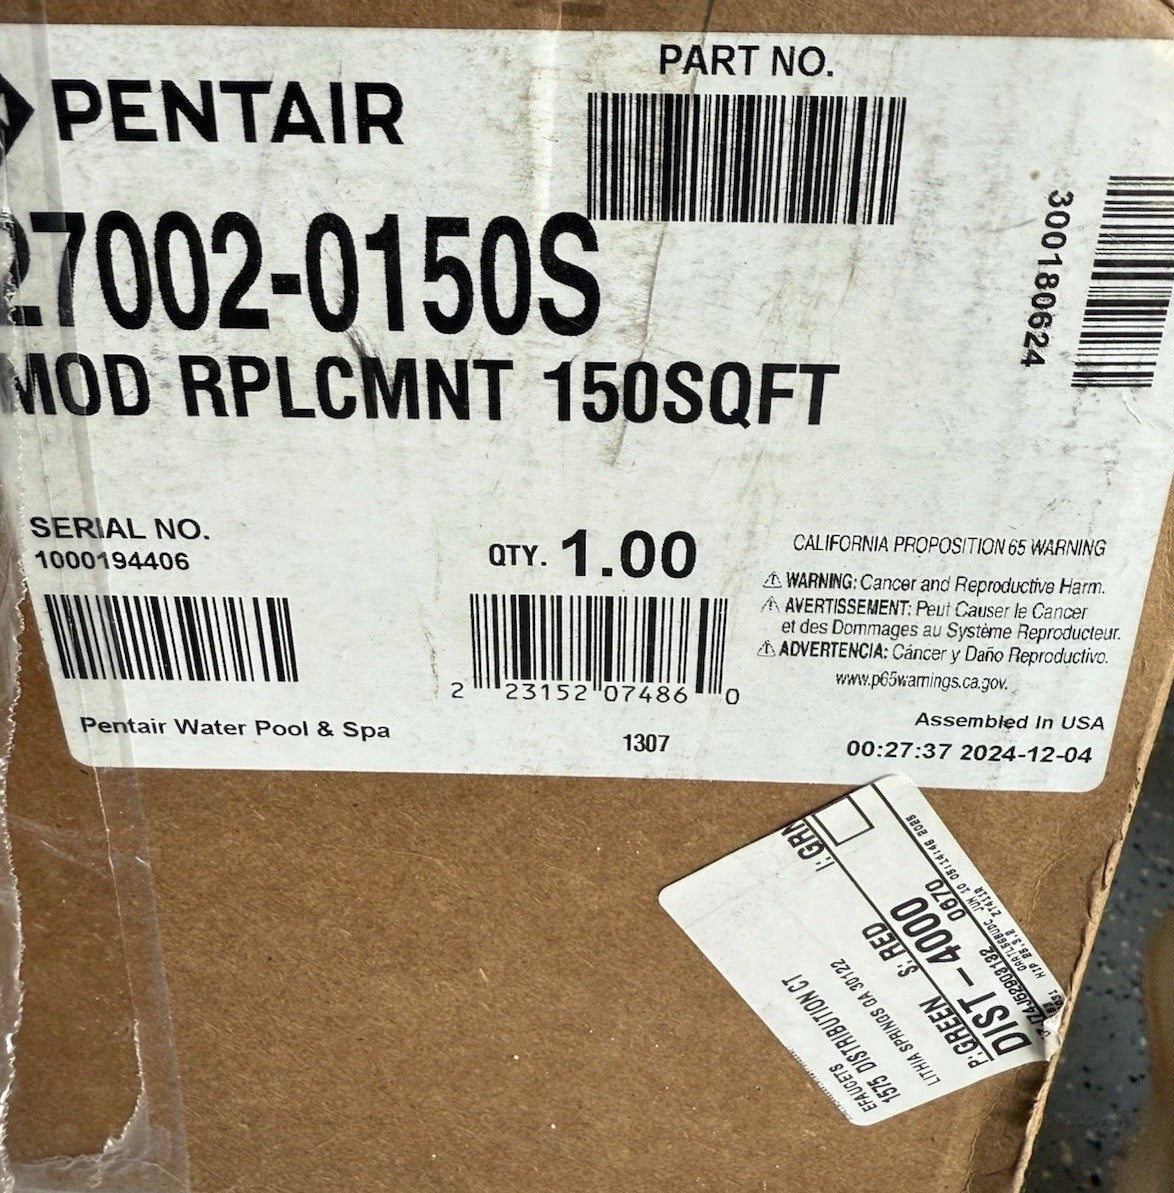 PENTAIR
PART NO.
27002-0150S
MOD RPLCMNT 150SQFT
300180624
SERIAL NO.
1000194406
QTY. 1.00
2 23152 07486 0
Pentair Water Pool & Spa
1307
CALIFORNIA PROPOSITION 65 WARNING
⚠ WARNING: Cancer and Reproductive Harm.
⚠ AVERTISSEMENT: Peut Causer le Cancer
et des Dommages au Système Reproducteur.
⚠ ADVERTENCIA: Cáncer y Daño Reproductivo.
www.p65warnings.ca.gov.
Assembled In USA
00:27:37 2024-12-04
EFAUCETS
1575 DISTRIBUTION CT
LITHIA SPRINGS GA 30122
P: GREEN S: RED I: GRN
DIST - 4000
0670